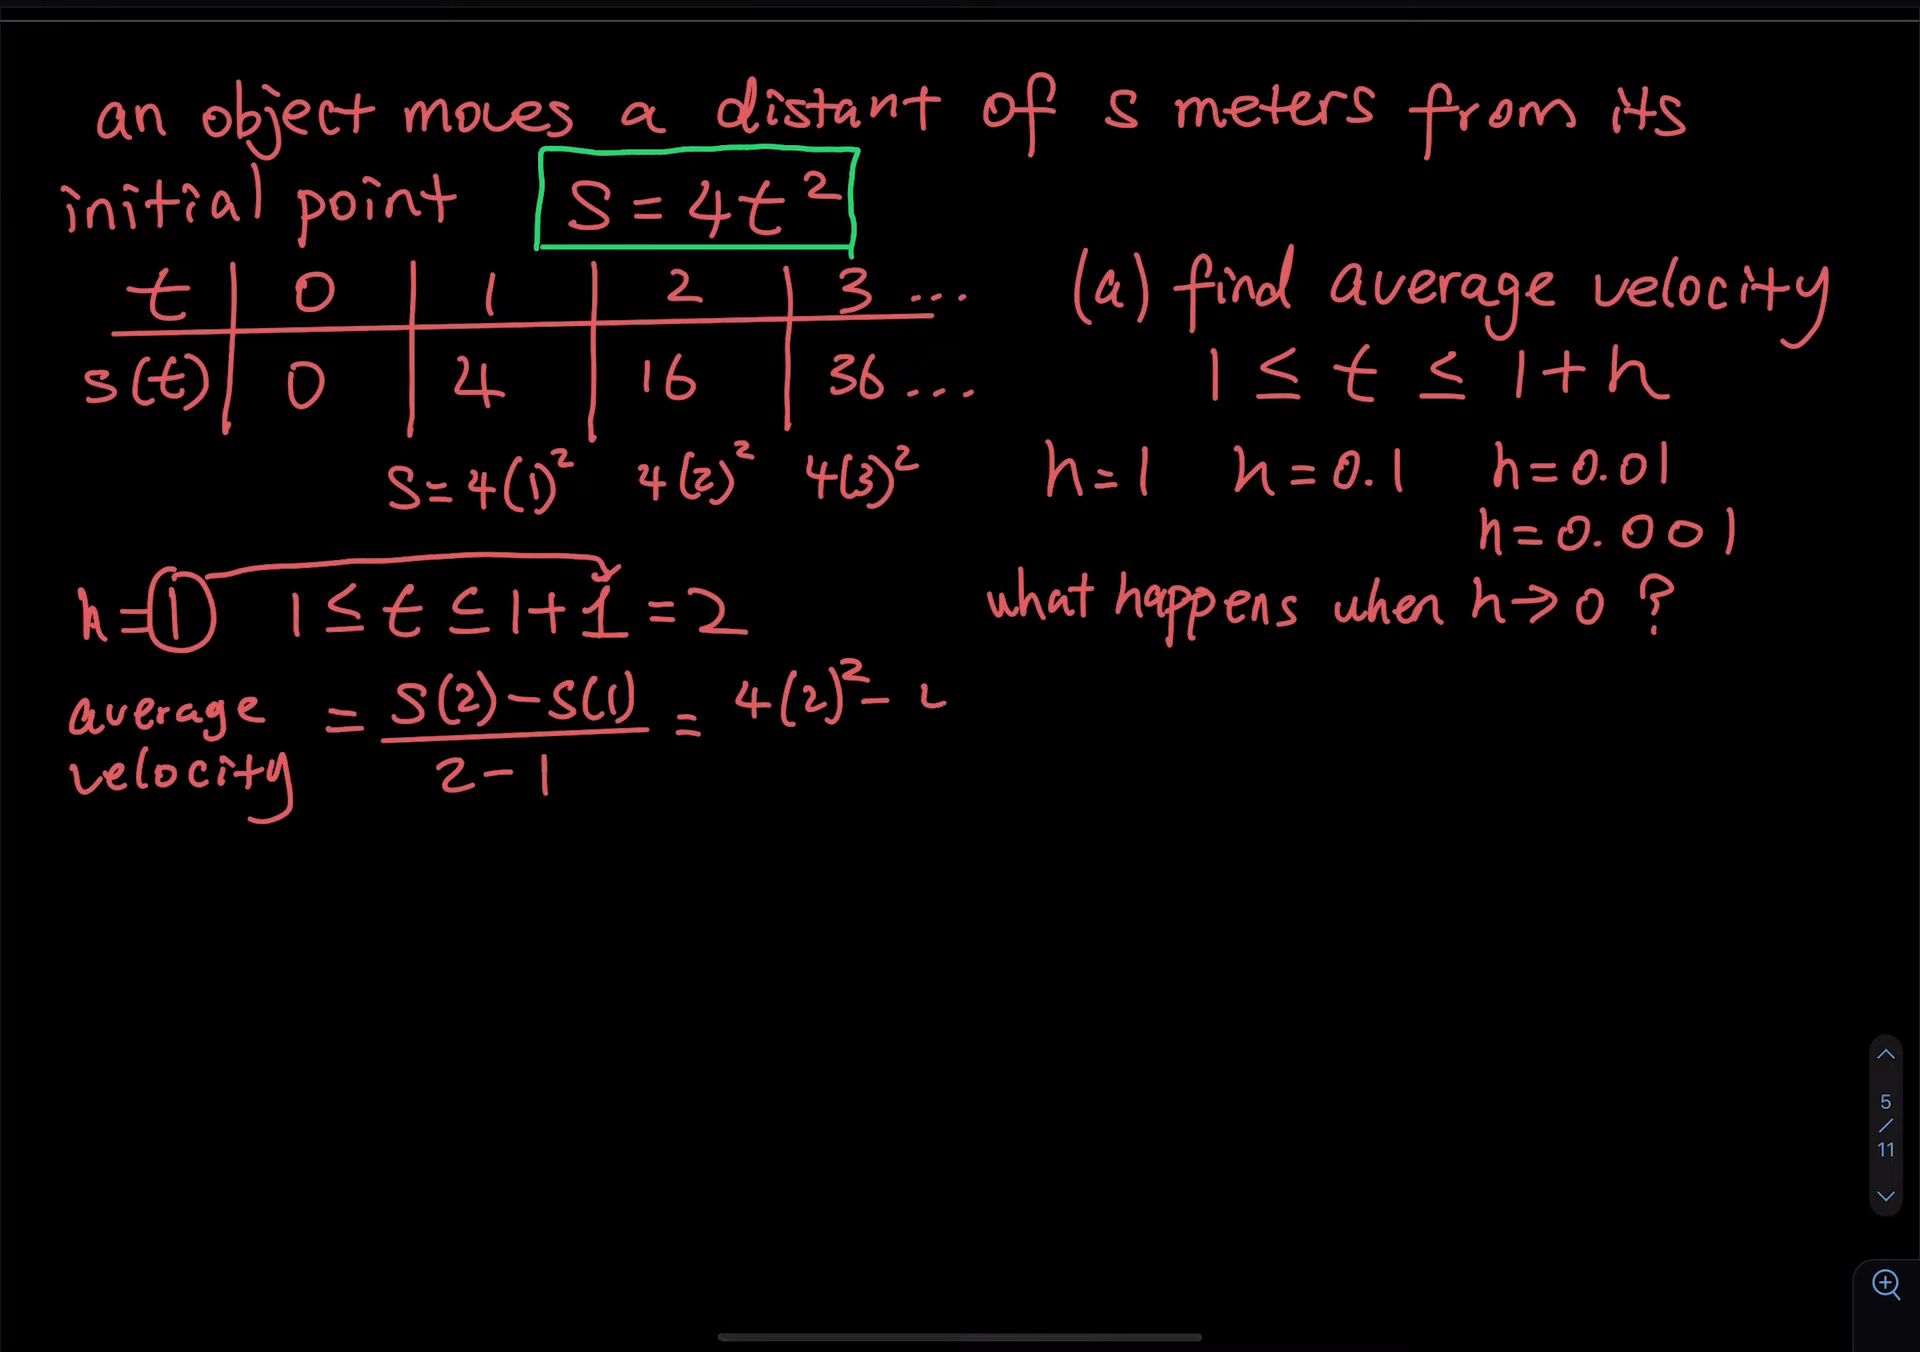 an object moves a distant of s meters from its
initial point S = 4t²
t | 0 | 1 | 2 | 3 ...
s(t) | 0 | 4 | 16 | 36 ...
S = 4(1)² 4(2)² 4(3)²
(a) find average velocity
1 ≤ t ≤ 1 + h
h = 1 h = 0.1 h = 0.01
h = 0.001
what happens when h → 0 ?
h = 1 1 ≤ t ≤ 1 + 1 = 2
average velocity = S(2) - S(1) / 2 - 1 = 4(2)² -
5
/
11